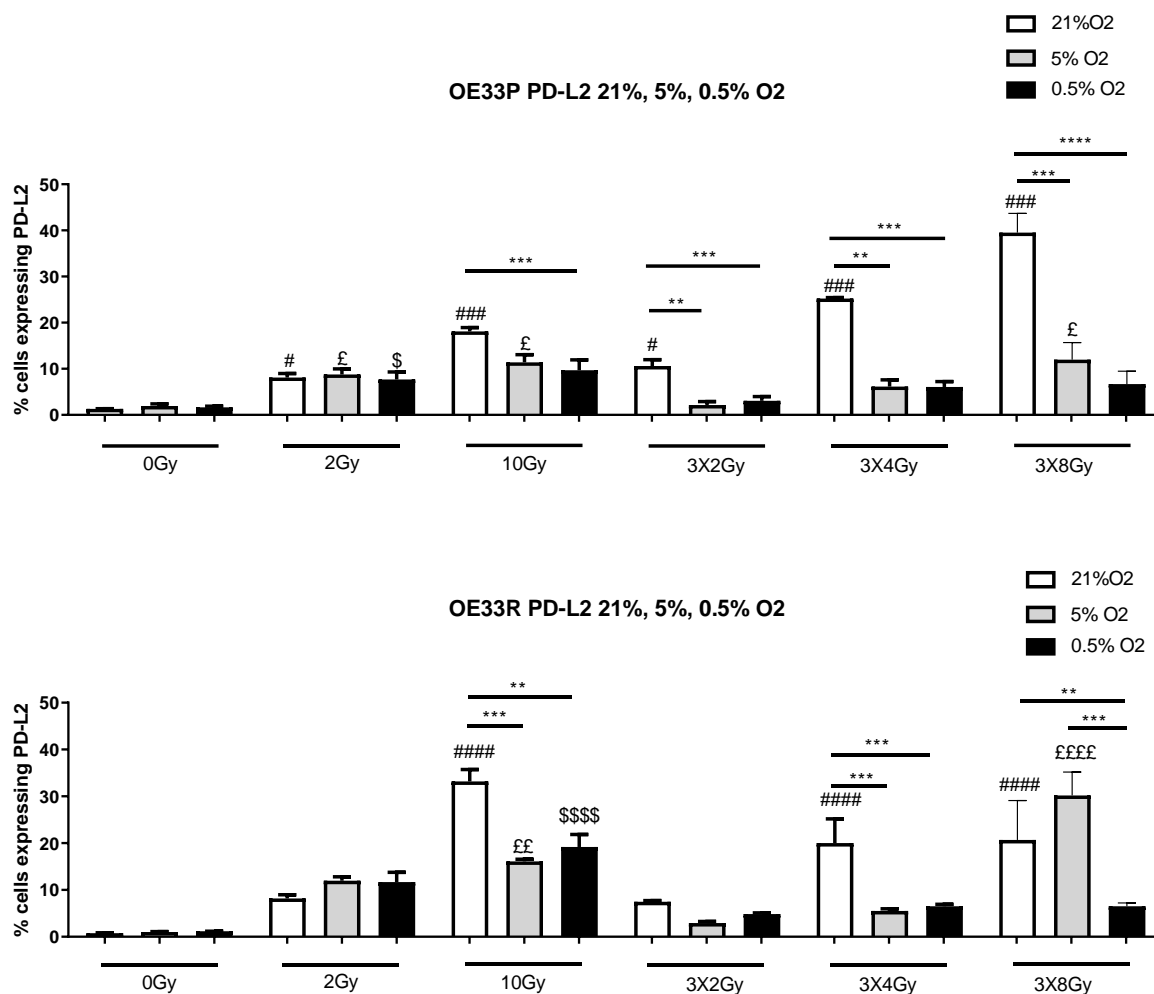 21%O2
5% O2
0.5% O2
OE33P PD-L2 21%, 5%, 0.5% O2
% cells expressing PD-L2
50
40
30
20
10
0
****
***
###
***
***
***
**
###
**
###
£
£
#
#
£
$
0Gy
2Gy
10Gy
3X2Gy
3X4Gy
3X8Gy
21%O2
5% O2
0.5% O2
OE33R PD-L2 21%, 5%, 0.5% O2
% cells expressing PD-L2
50
40
30
20
10
0
**
**
***
***
***
***
####
££££
####
####
$$$$
££
0Gy
2Gy
10Gy
3X2Gy
3X4Gy
3X8Gy